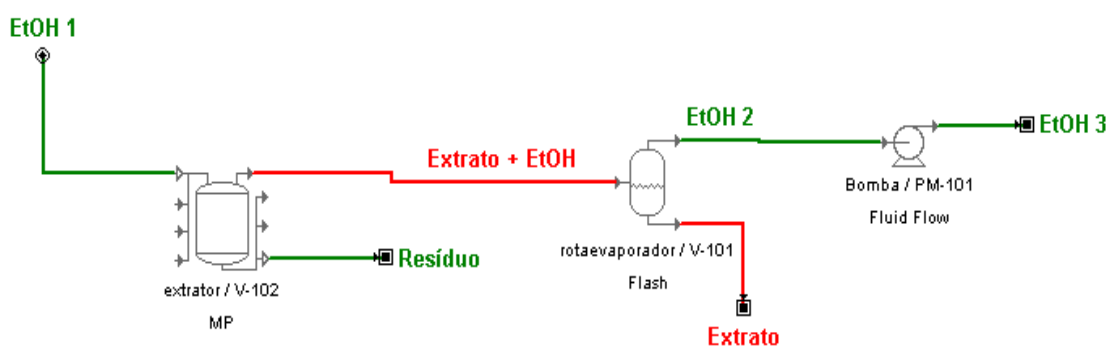 EtOH 1
EtOH 2
EtOH 3
Extrato + EtOH
Bomba / PM-101
Fluid Flow
rotaevaporador / V-101
Flash
Resíduo
extrator / V-102
MP
Extrato